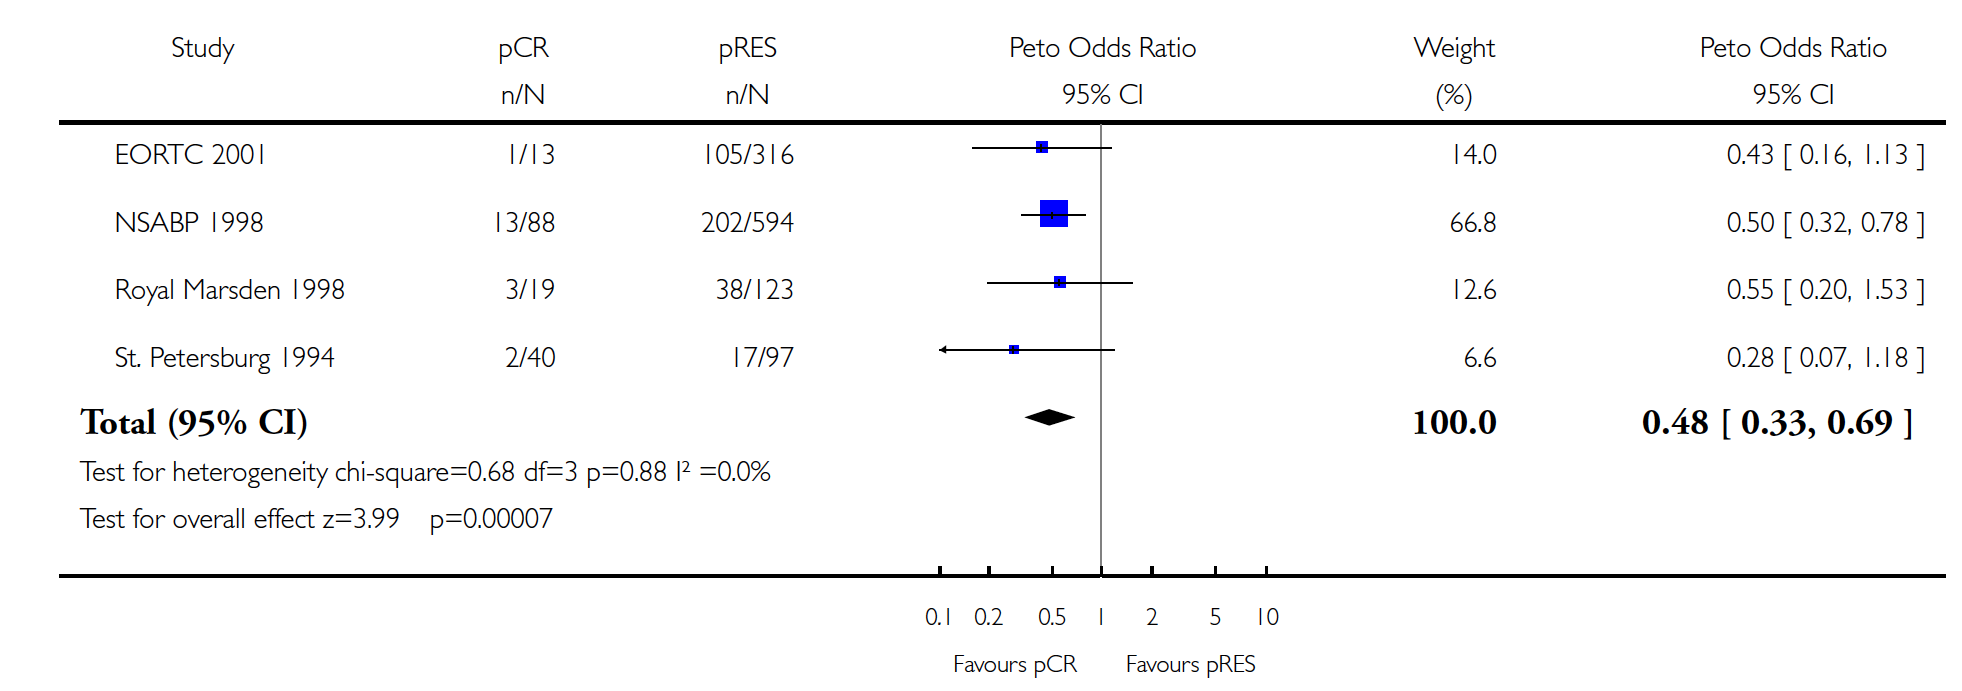 Study pCR pRES Peto Odds Ratio Weight Peto Odds Ratio
n/N n/N 95% CI (%) 95% CI
EORTC 2001 1/13 105/316 14.0 0.43 [ 0.16, 1.13 ]
NSABP 1998 13/88 202/594 66.8 0.50 [ 0.32, 0.78 ]
Royal Marsden 1998 3/19 38/123 12.6 0.55 [ 0.20, 1.53 ]
St. Petersburg 1994 2/40 17/97 6.6 0.28 [ 0.07, 1.18 ]
Total (95% CI) 100.0 0.48 [ 0.33, 0.69 ]
Test for heterogeneity chi-square=0.68 df=3 p=0.88 I² =0.0%
Test for overall effect z=3.99 p=0.00007
0.1 0.2 0.5 1 2 5 10
Favours pCR Favours pRES